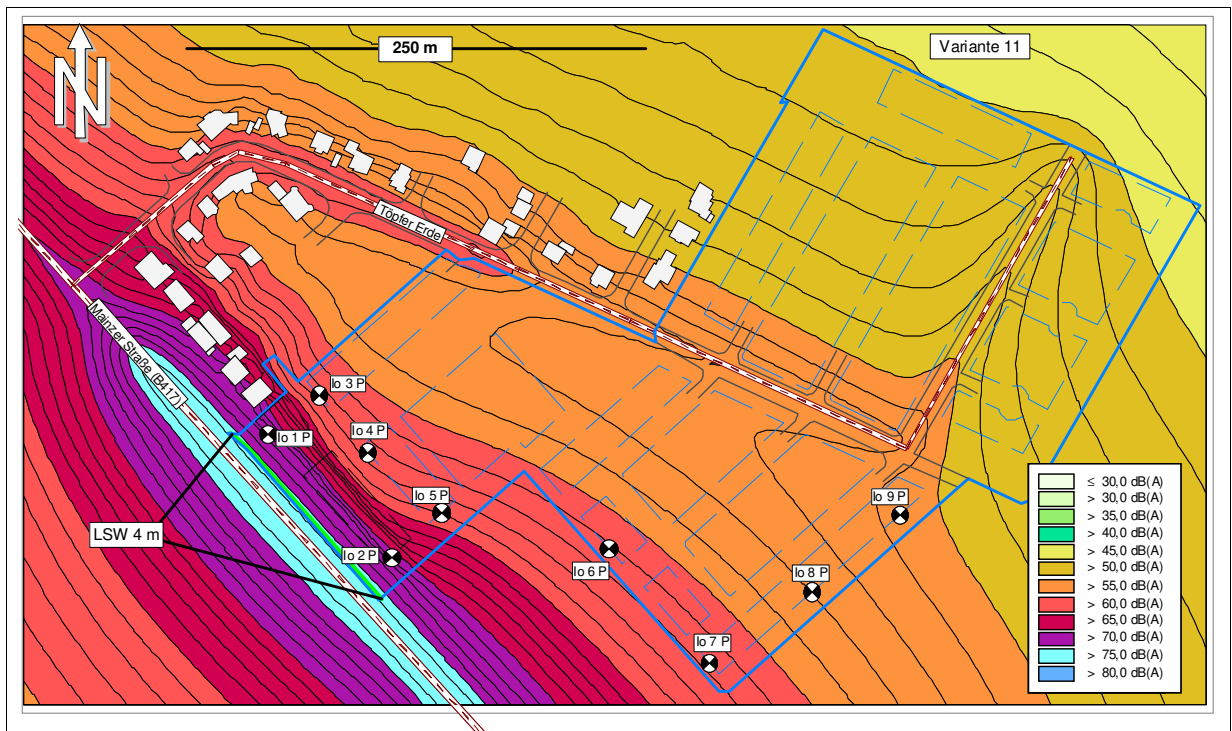 N
250 m
Variante 11
Töpfer Erde
Mainzer Straße (B417)
Io 3 P
Io 1 P
Io 4 P
Io 5 P
Io 9 P
LSW 4 m
Io 2 P
Io 6 P
Io 8 P
Io 7 P
≤ 30,0 dB(A)
> 30,0 dB(A)
> 35,0 dB(A)
> 40,0 dB(A)
> 45,0 dB(A)
> 50,0 dB(A)
> 55,0 dB(A)
> 60,0 dB(A)
> 65,0 dB(A)
> 70,0 dB(A)
> 75,0 dB(A)
> 80,0 dB(A)